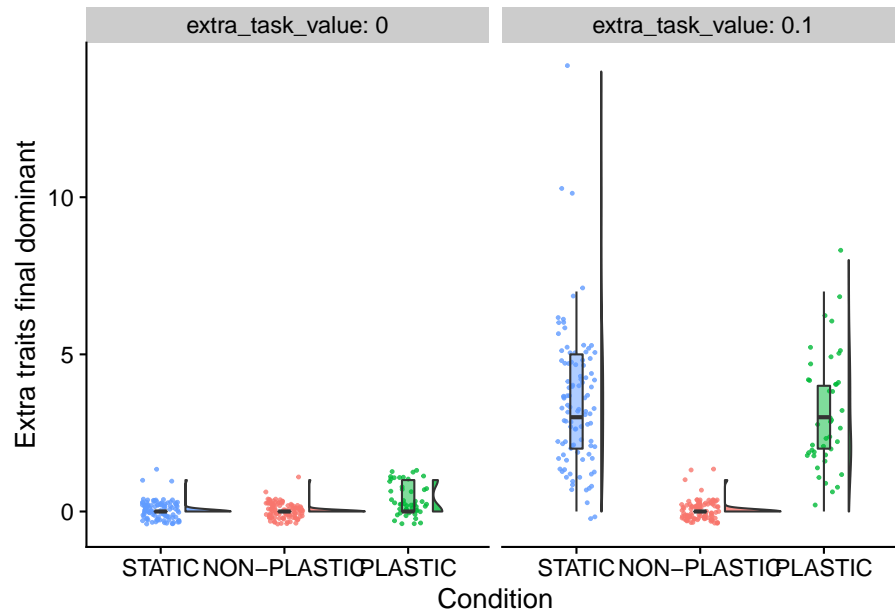 extra_task_value: 0 extra_task_value: 0.1
Extra traits final dominant
10
5
0
STATIC NON−PLASTIC PLASTIC STATIC NON−PLASTIC PLASTIC
Condition